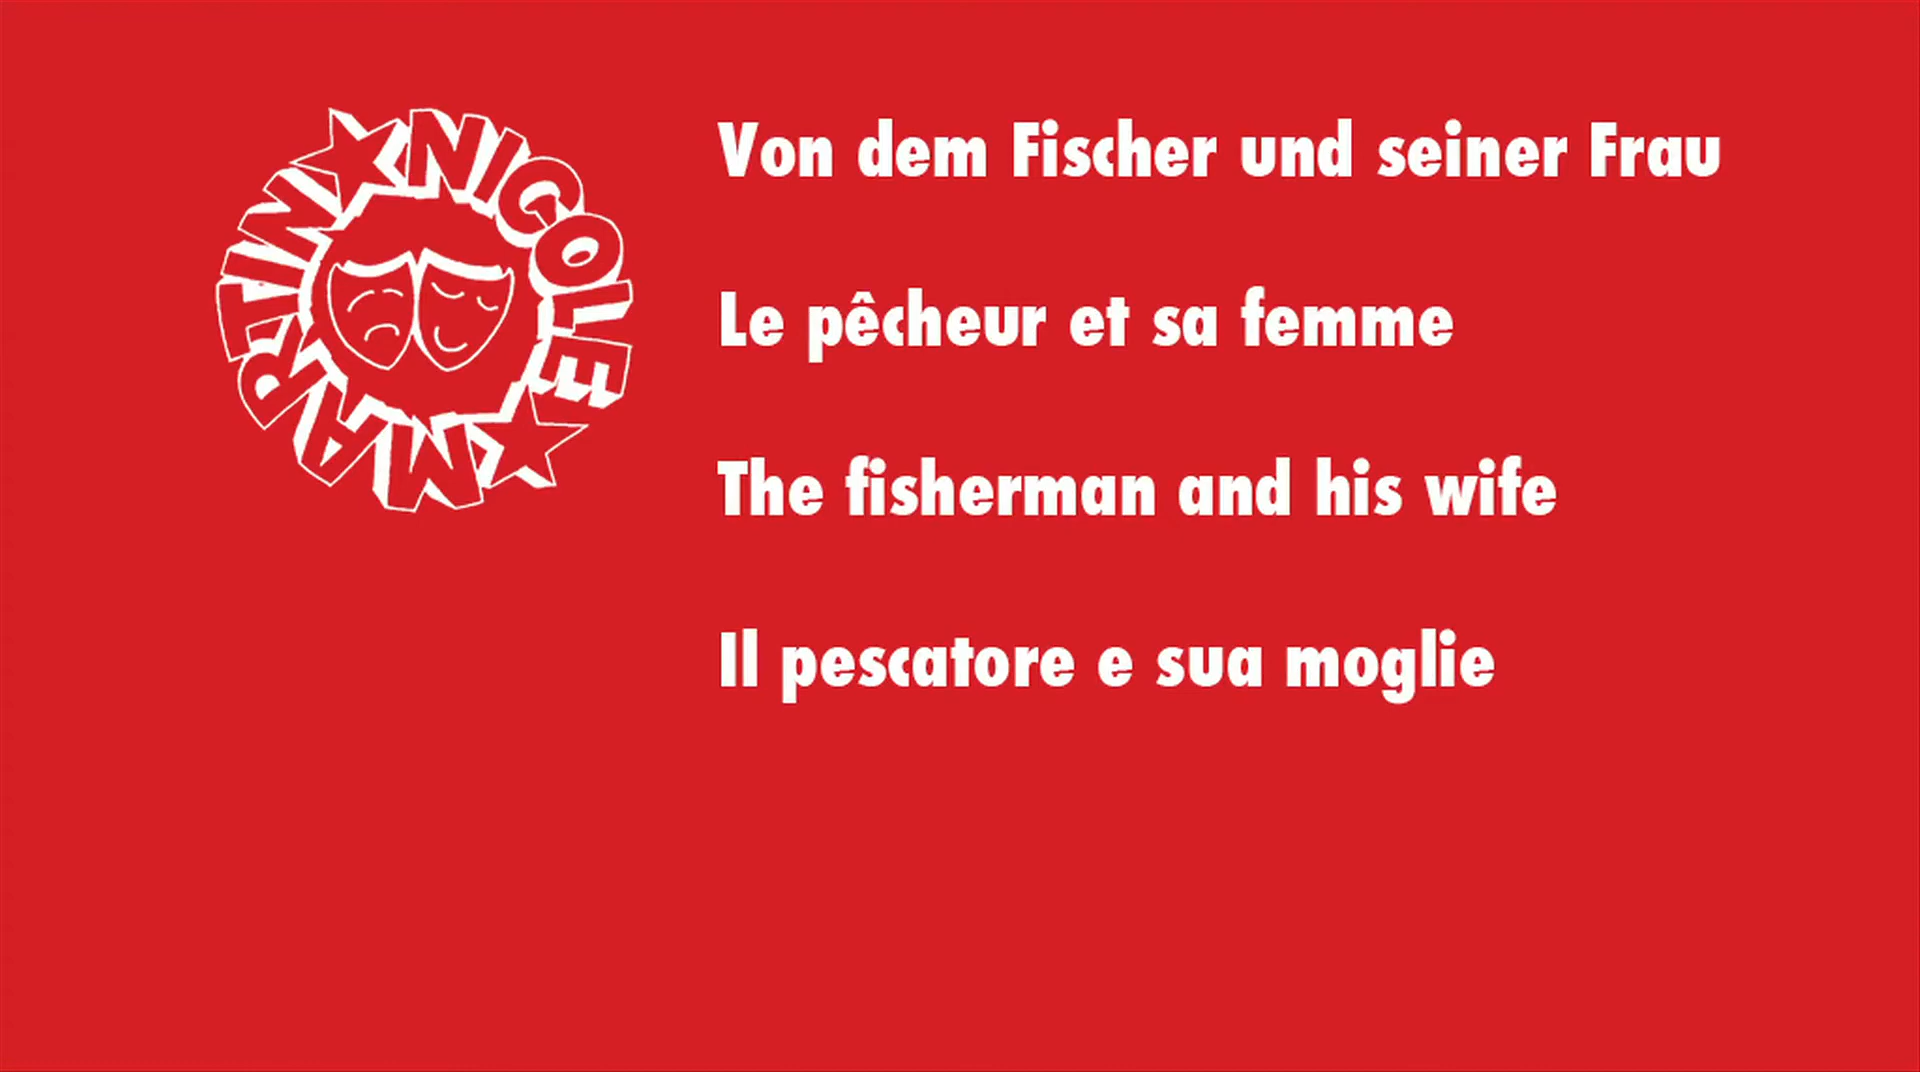 NICOLE MARTIN
Von dem Fischer und seiner Frau
Le pêcheur et sa femme
The fisherman and his wife
Il pescatore e sua moglie